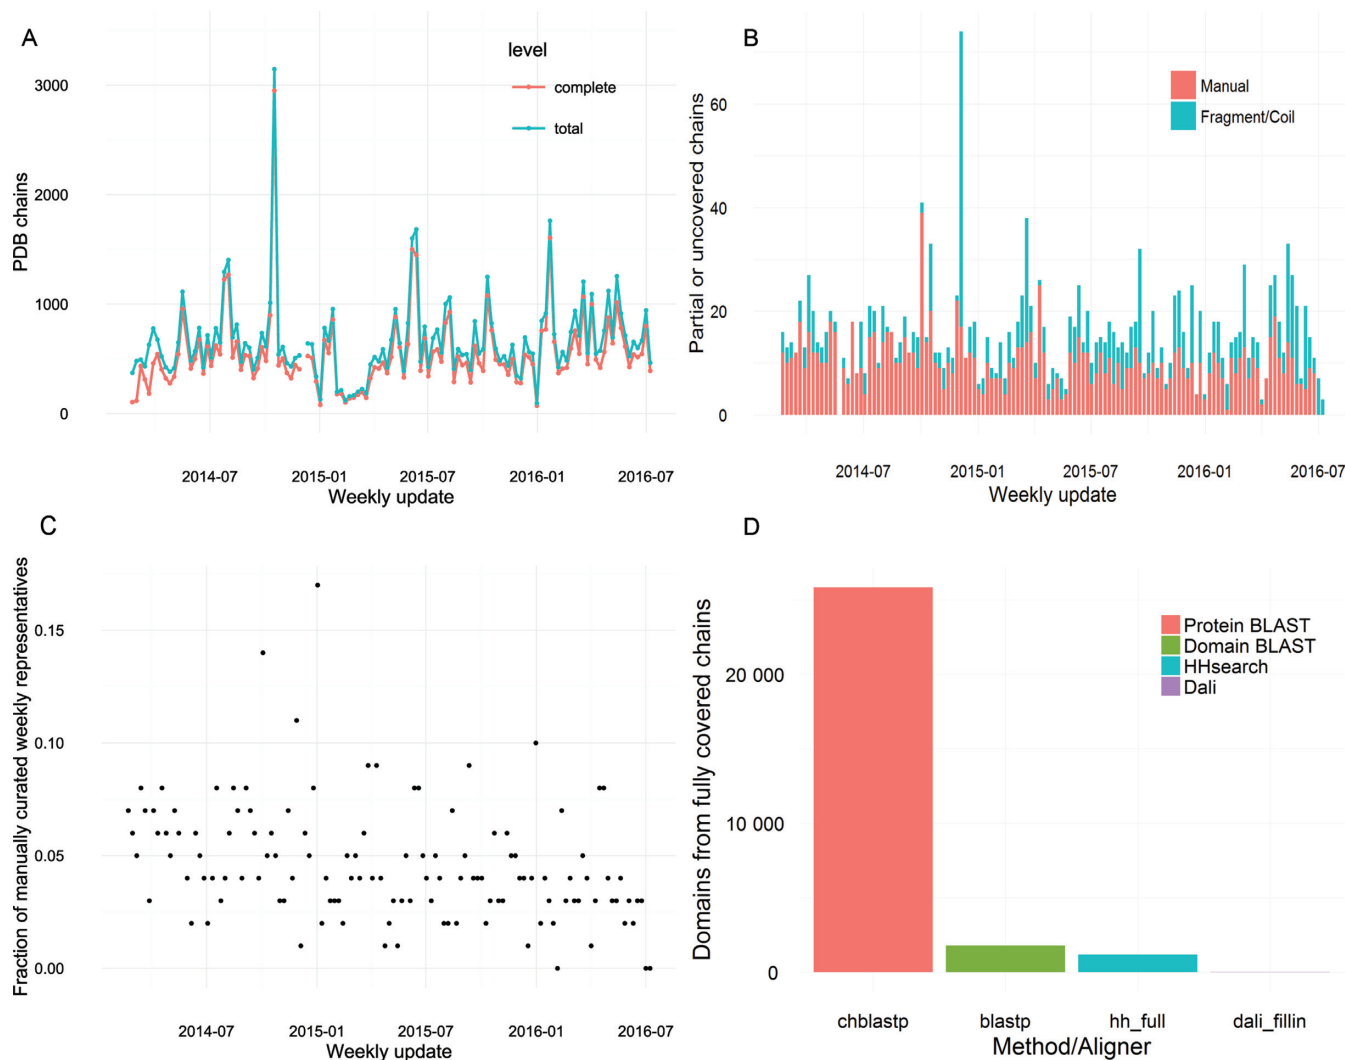 A
level
complete
total
PDB chains
3000
2000
1000
0
2014-07
2015-01
2015-07
2016-01
2016-07
Weekly update
B
Manual
Fragment/Coil
Partial or uncovered chains
60
40
20
0
2014-07
2015-01
2015-07
2016-01
2016-07
Weekly update
C
Fraction of manually curated weekly representatives
0.15
0.10
0.05
0.00
2014-07
2015-01
2015-07
2016-01
2016-07
Weekly update
D
Protein BLAST
Domain BLAST
HHsearch
Dali
Domains from fully covered chains
20 000
10 000
0
chblastp
blastp
hh_full
dali_fillin
Method/Aligner